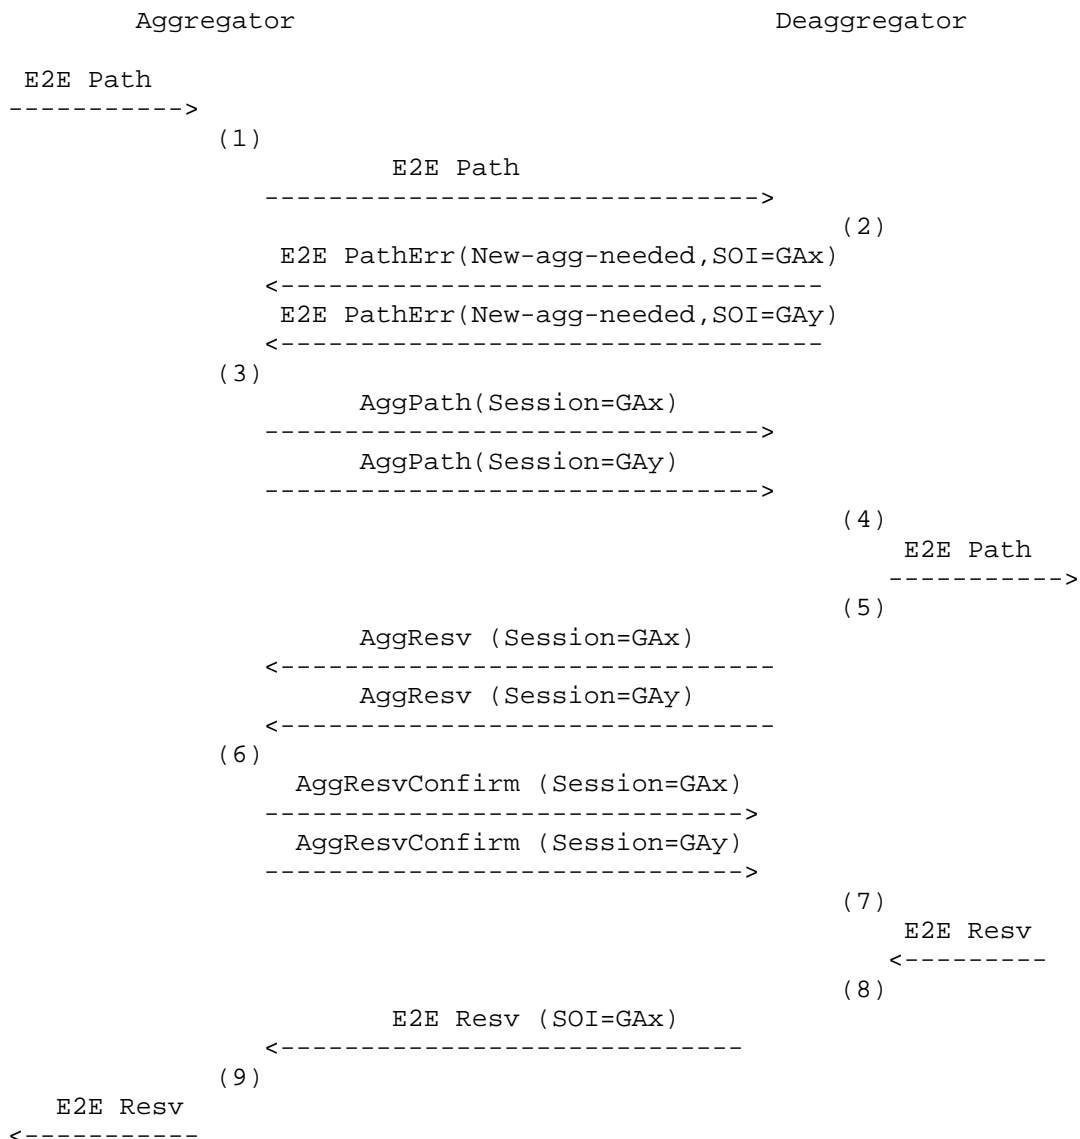 Aggregator                              Deaggregator
E2E Path
----------->
(1)
E2E Path
------------------------------->
(2)
E2E PathErr(New-agg-needed,SOI=GAx)
<----------------------------------
E2E PathErr(New-agg-needed,SOI=GAy)
<----------------------------------
(3)
AggPath(Session=GAx)
------------------------------->
AggPath(Session=GAy)
------------------------------->
(4)
E2E Path
----------->
(5)
AggResv (Session=GAx)
<-------------------------------
AggResv (Session=GAy)
<-------------------------------
(6)
AggResvConfirm (Session=GAx)
------------------------------>
AggResvConfirm (Session=GAy)
------------------------------>
(7)
E2E Resv
<---------
(8)
E2E Resv (SOI=GAx)
<-----------------------------
(9)
E2E Resv
<-----------